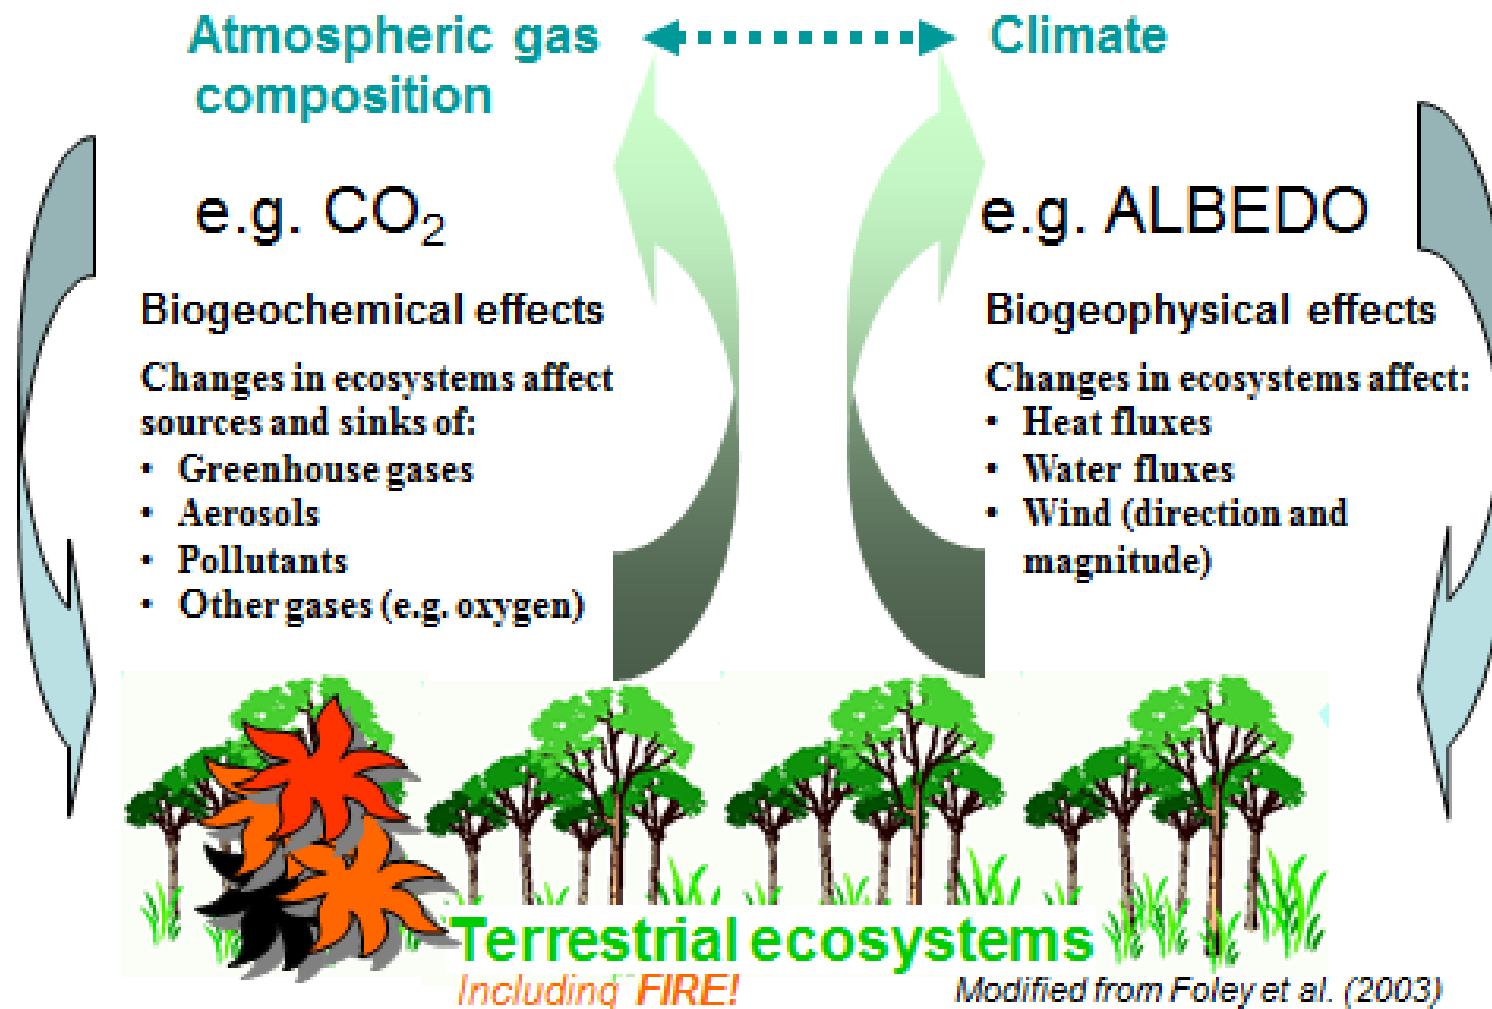 Atmospheric gas
composition
Climate
e.g. CO₂
e.g. ALBEDO
Biogeochemical effects
Changes in ecosystems affect
sources and sinks of:
• Greenhouse gases
• Aerosols
• Pollutants
• Other gases (e.g. oxygen)
Biogeophysical effects
Changes in ecosystems affect:
• Heat fluxes
• Water fluxes
• Wind (direction and
magnitude)
Terrestrial ecosystems
Including FIRE!
Modified from Foley et al. (2003)